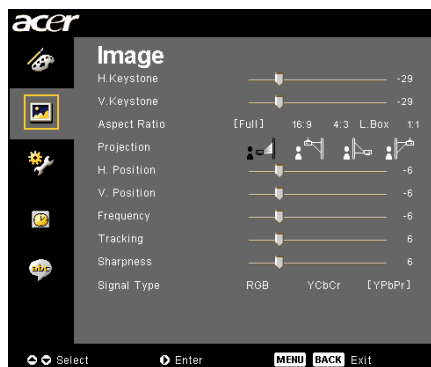 acer
Image
H.Keystone -29
V.Keystone -29
Aspect Ratio [Full] 16:9 4:3 L.Box 1:1
Projection
H. Position -6
V. Position -6
Frequency -6
Tracking 6
Sharpness 6
Signal Type RGB YCbCr [YPbPr]
abc
Select Enter MENU BACK Exit